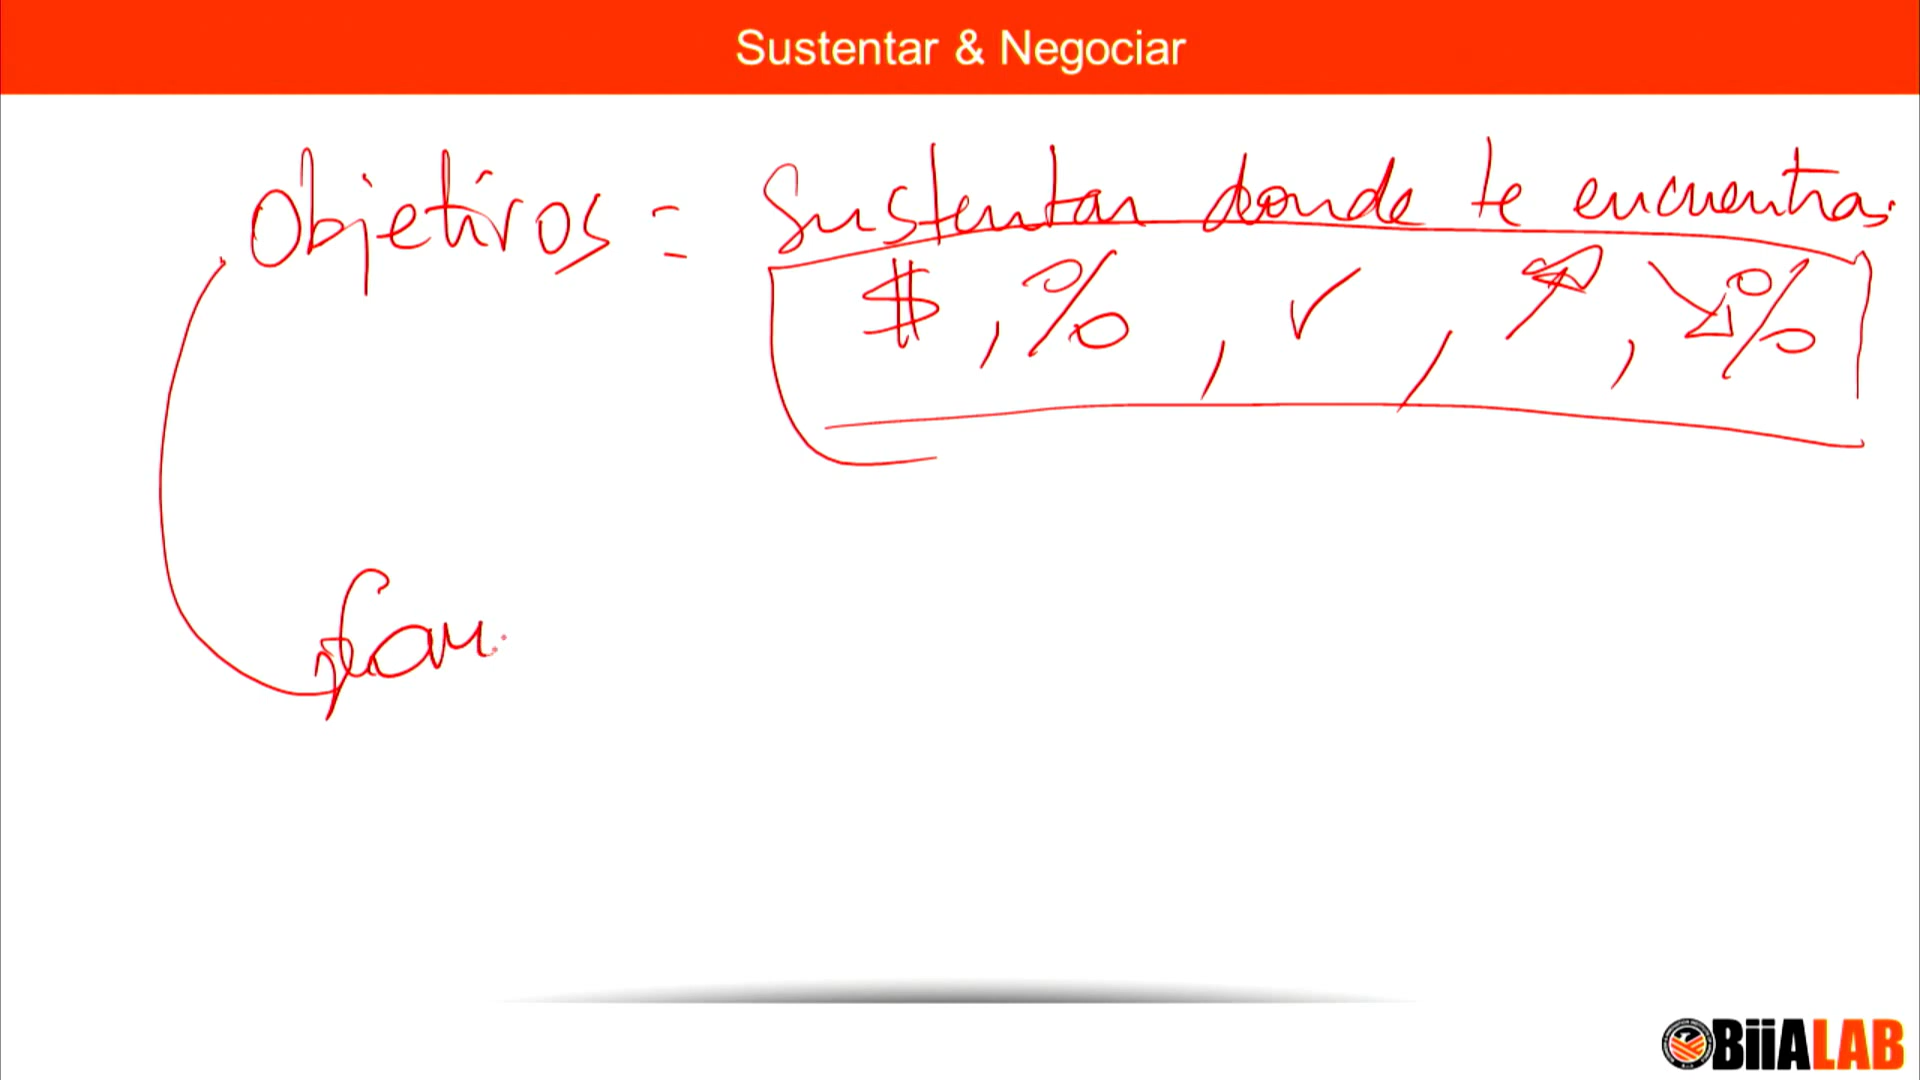 Sustentar & Negociar
Objetivos = Sustentar donde te encuentras
$, %, ✓, ↗, ↘%
BiiALAB